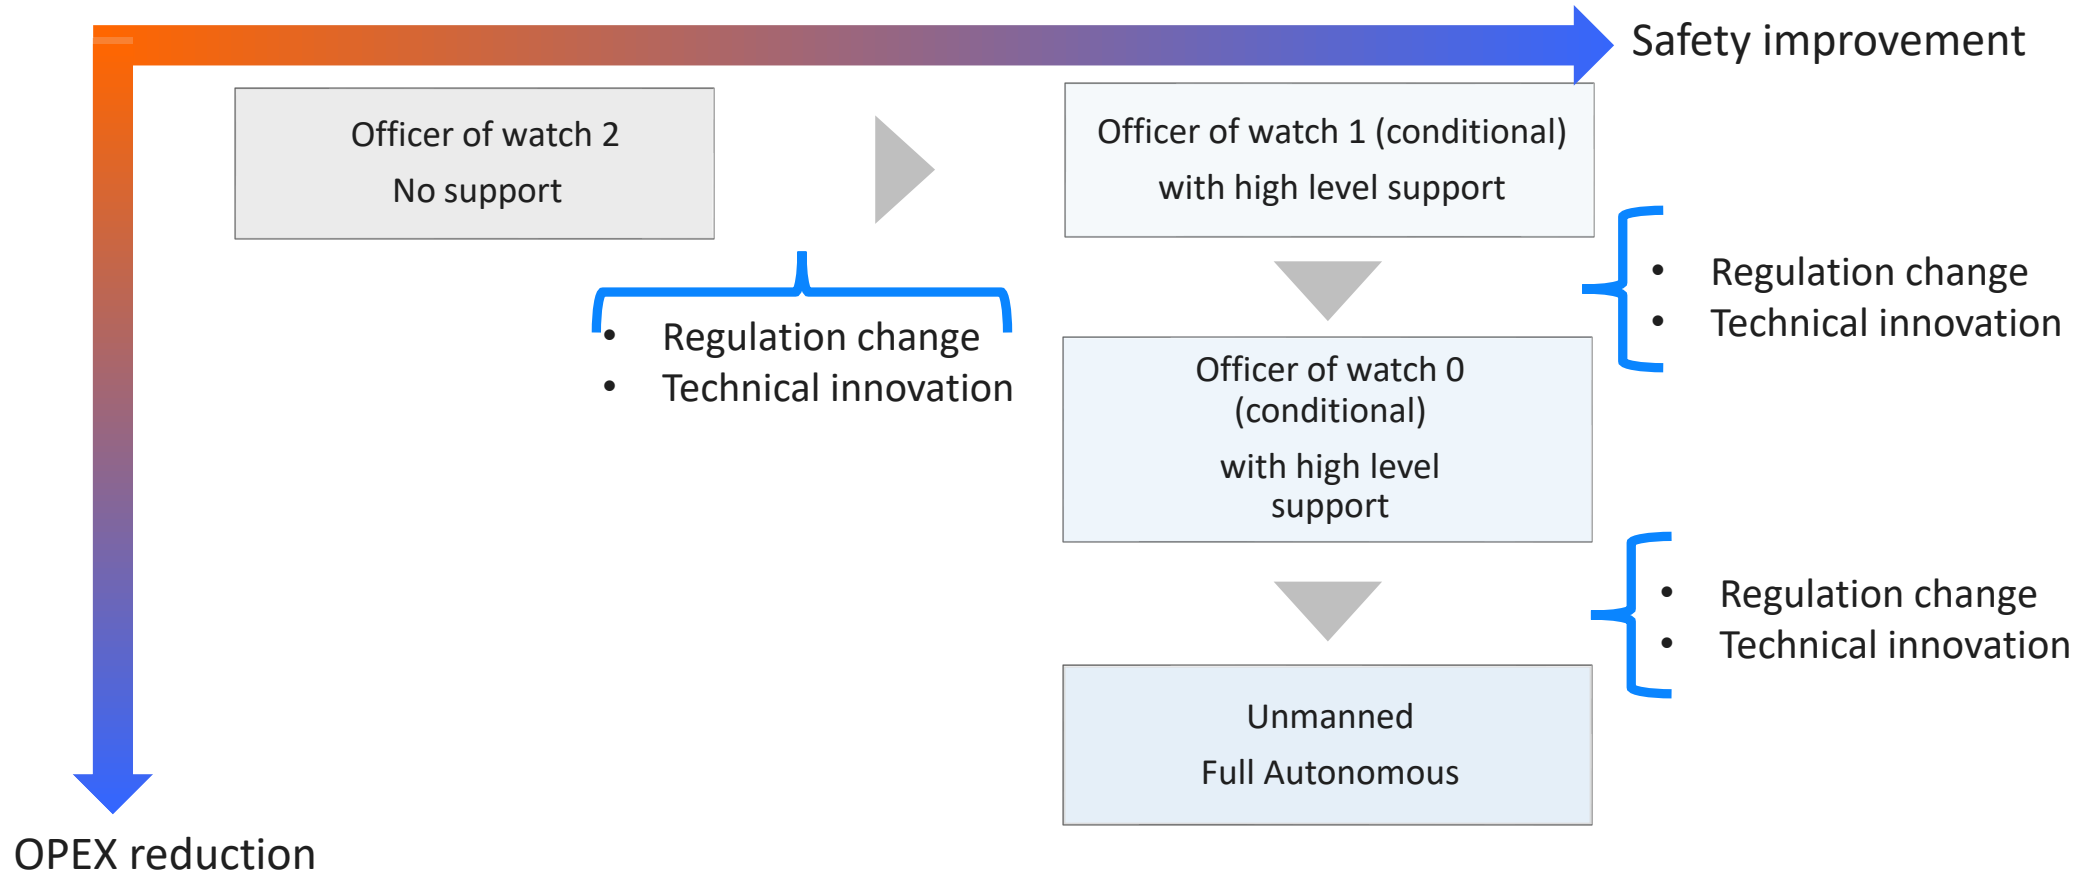 Safety improvement
Officer of watch 2
No support
Officer of watch 1 (conditional)
with high level support
• Regulation change
• Technical innovation
• Regulation change
• Technical innovation
Officer of watch 0
(conditional)
with high level
support
• Regulation change
• Technical innovation
Unmanned
Full Autonomous
OPEX reduction